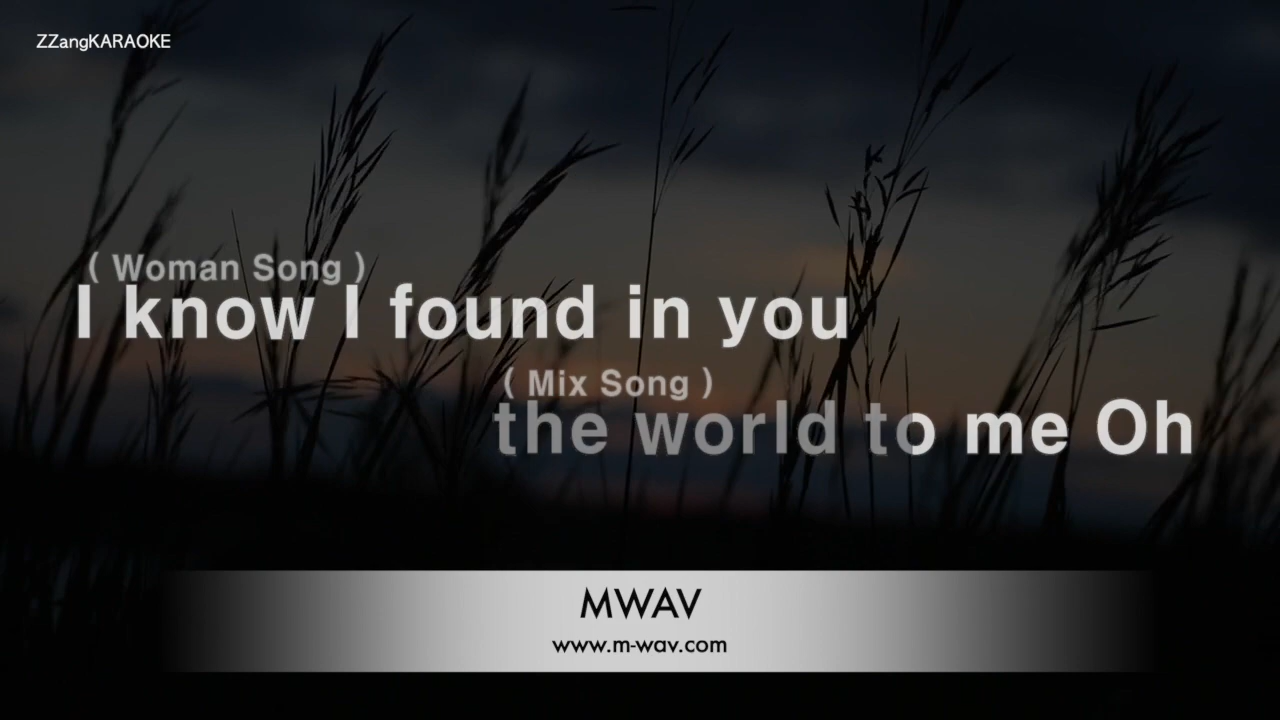 ZZangKARAOKE
( Woman Song )
I know I found in you
( Mix Song )
the world to me Oh
MWAV
www.m-wav.com